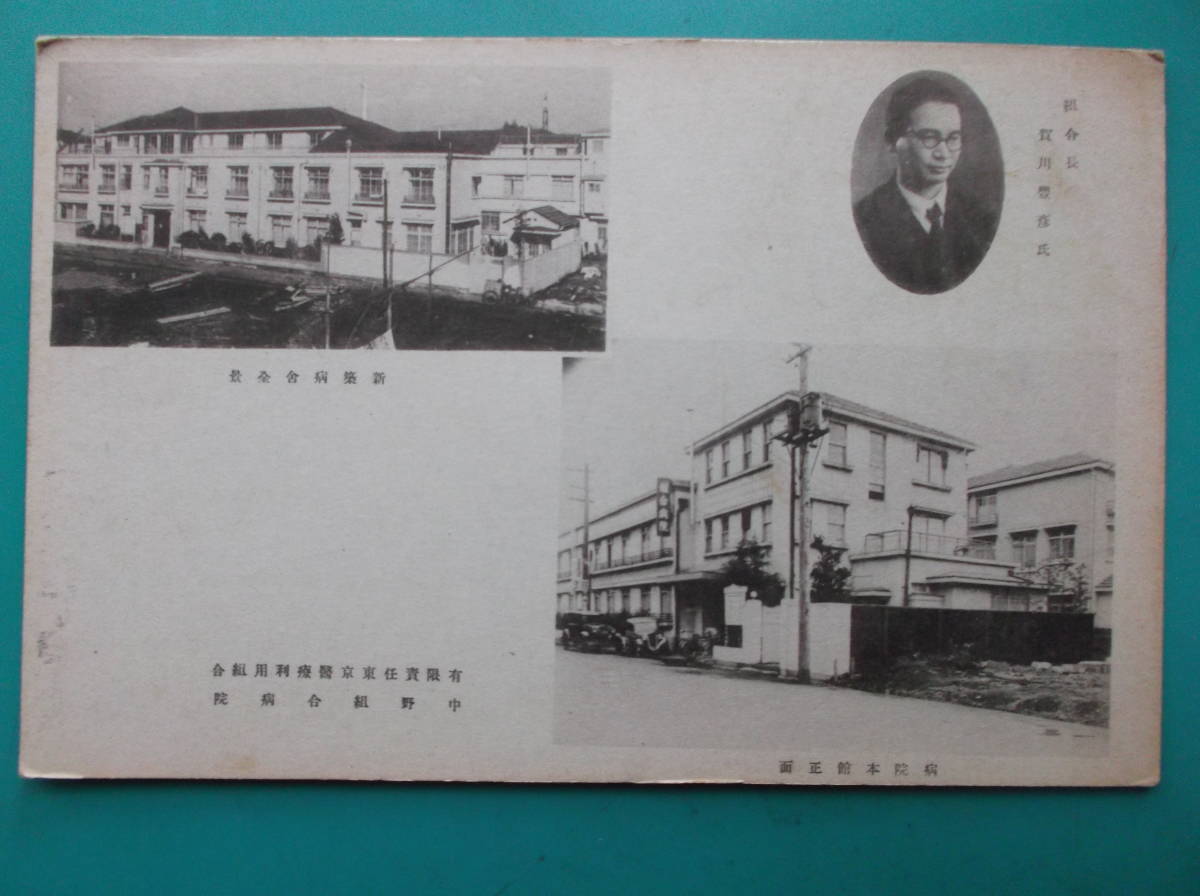 組合長
賀川豊彦氏
新築病舍全景
有限責任東京醫療利用組合
中野組合病院
病院本館正面